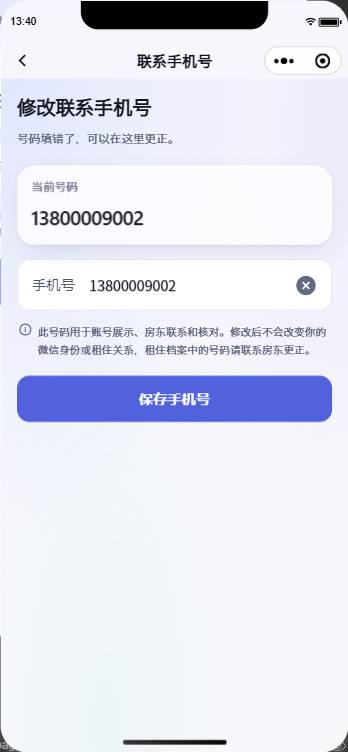 13:40
联系手机号
修改联系手机号
号码填错了，可以在这里更正。
当前号码
13800009002
手机号 13800009002
此号码用于账号展示、房东联系和核对。修改后不会改变你的
微信身份或租住关系，租住档案中的号码请联系房东更正。
保存手机号